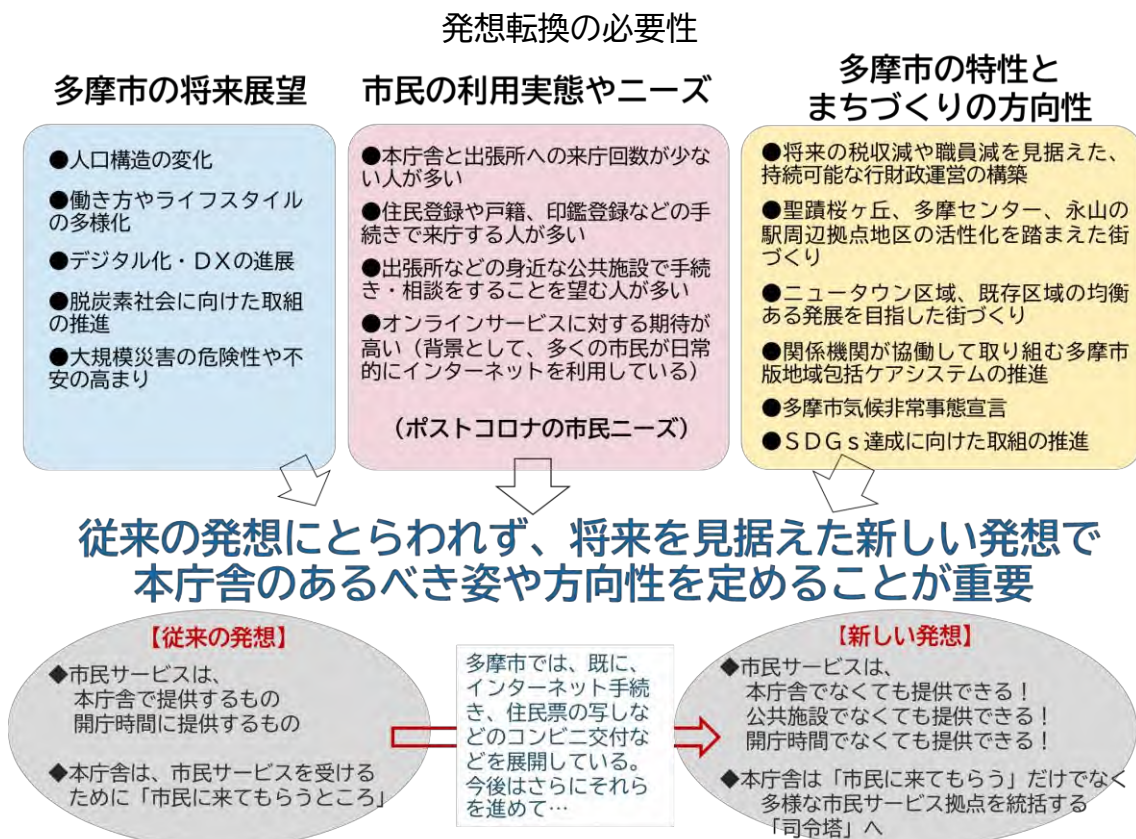 発想転換の必要性
多摩市の将来展望
●人口構造の変化
●働き方やライフスタイル
の多様化
●デジタル化・ＤＸの進展
●脱炭素社会に向けた取組
の推進
●大規模災害の危険性や不
安の高まり
市民の利用実態やニーズ
●本庁舎と出張所への来庁回数が少な
い人が多い
●住民登録や戸籍、印鑑登録などの手
続きで来庁する人が多い
●出張所などの身近な公共施設で手続
き・相談をすることを望む人が多い
●オンラインサービスに対する期待が
高い（背景として、多くの市民が日常
的にインターネットを利用している）
（ポストコロナの市民ニーズ）
多摩市の特性と
まちづくりの方向性
●将来の税収減や職員減を見据えた、
持続可能な行財政運営の構築
●聖蹟桜ヶ丘、多摩センター、永山の
駅周辺拠点地区の活性化を踏まえた街
づくり
●ニュータウン区域、既存区域の均衡
ある発展を目指した街づくり
●関係機関が協働して取り組む多摩市
版地域包括ケアシステムの推進
●多摩市気候非常事態宣言
●ＳＤＧｓ達成に向けた取組の推進
従来の発想にとらわれず、将来を見据えた新しい発想で
本庁舎のあるべき姿や方向性を定めることが重要
【従来の発想】
◆市民サービスは、
本庁舎で提供するもの
開庁時間に提供するもの
◆本庁舎は、市民サービスを受ける
ために「市民に来てもらうところ」
多摩市では、既に、
インターネット手続
き、住民票の写しな
どのコンビニ交付な
どを展開している。
今後はさらにそれら
を進めて…
【新しい発想】
◆市民サービスは、
本庁舎でなくても提供できる！
公共施設でなくても提供できる！
開庁時間でなくても提供できる！
◆本庁舎は「市民に来てもらう」だけでなく
多様な市民サービス拠点を統括する
「司令塔」へ